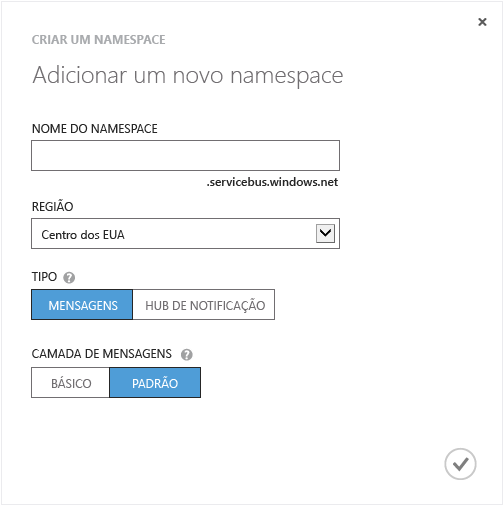 CRIAR UM NAMESPACE
Adicionar um novo namespace
NOME DO NAMESPACE
.servicebus.windows.net
REGIÃO
Centro dos EUA
TIPO ?
MENSAGENS HUB DE NOTIFICAÇÃO
CAMADA DE MENSAGENS ?
BÁSICO PADRÃO